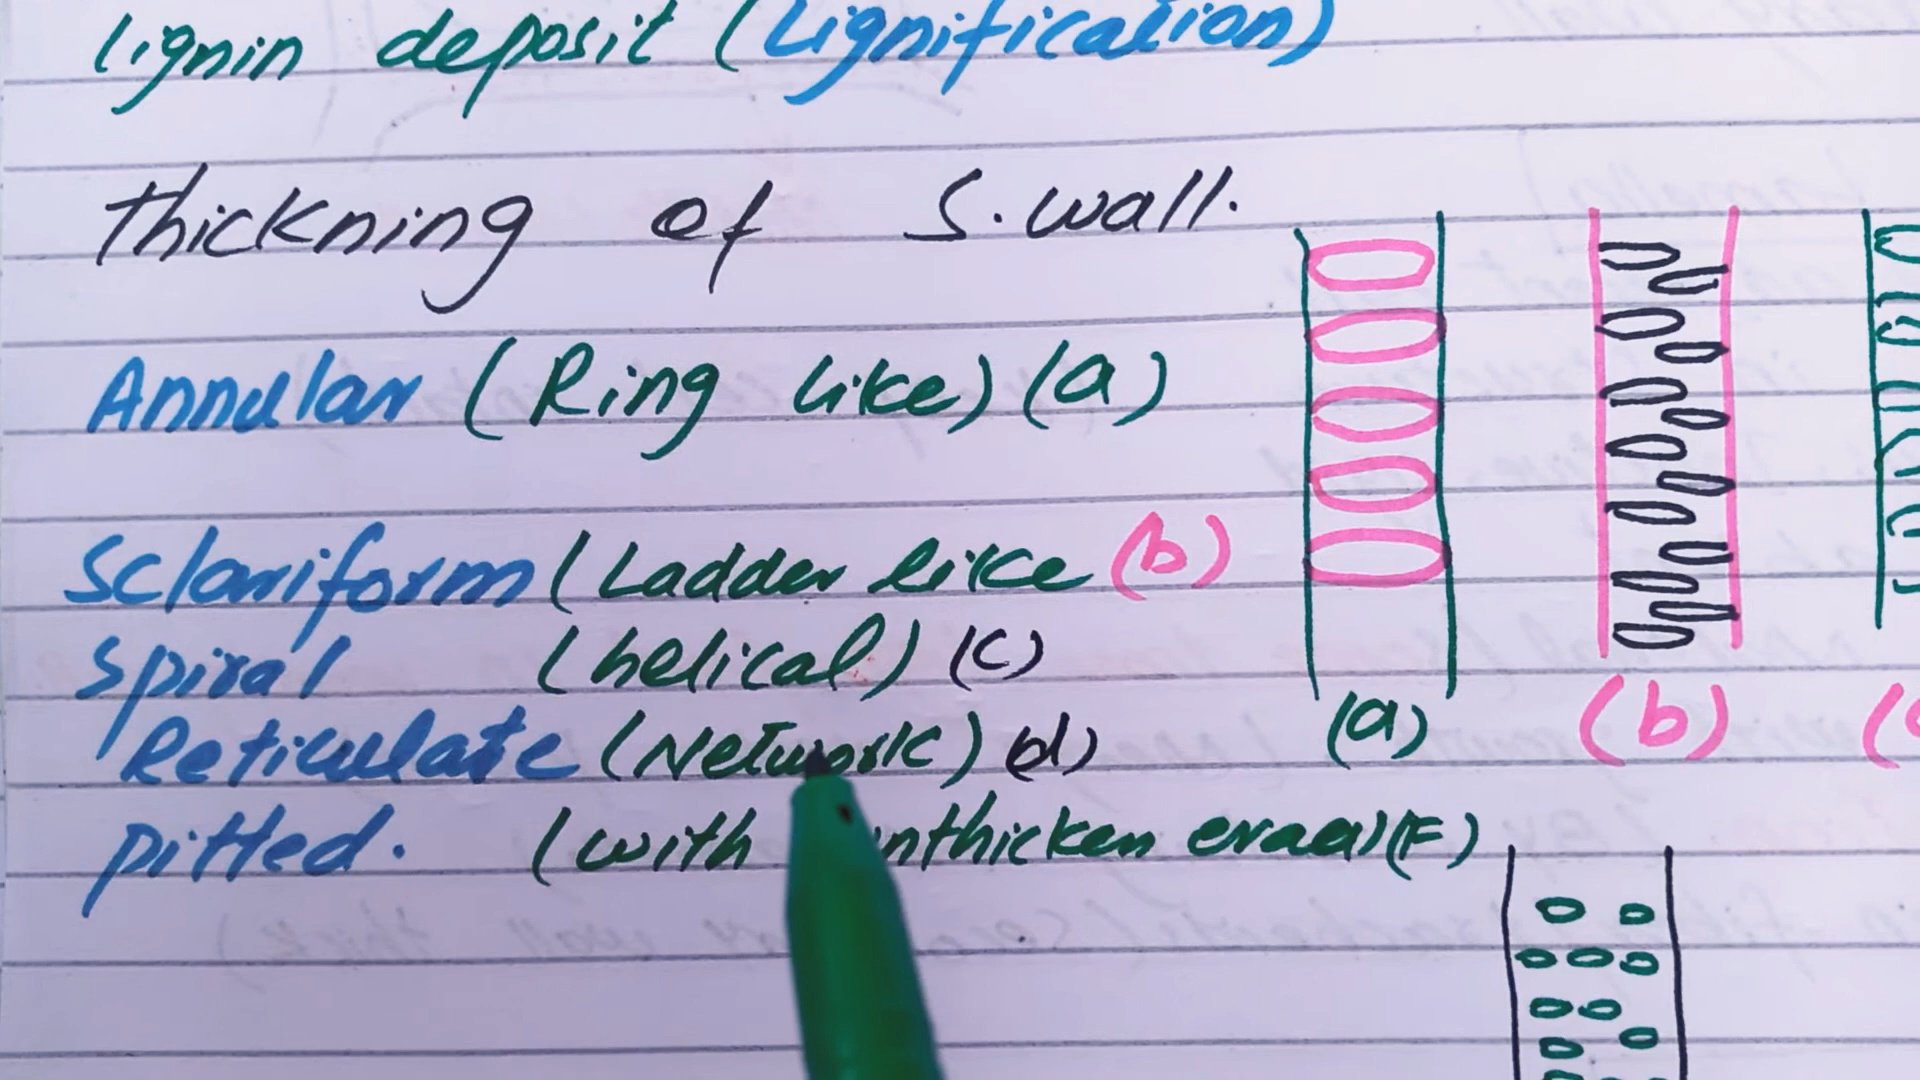 lignin deposit (Lignification)
Thickning of S. wall.
Annular (Ring like) (a)
Sclariform (Ladder like (b)
Spiral (helical) (c)
Reticulate (Network) (d)
pitted. (with
(F)
(a) (b)